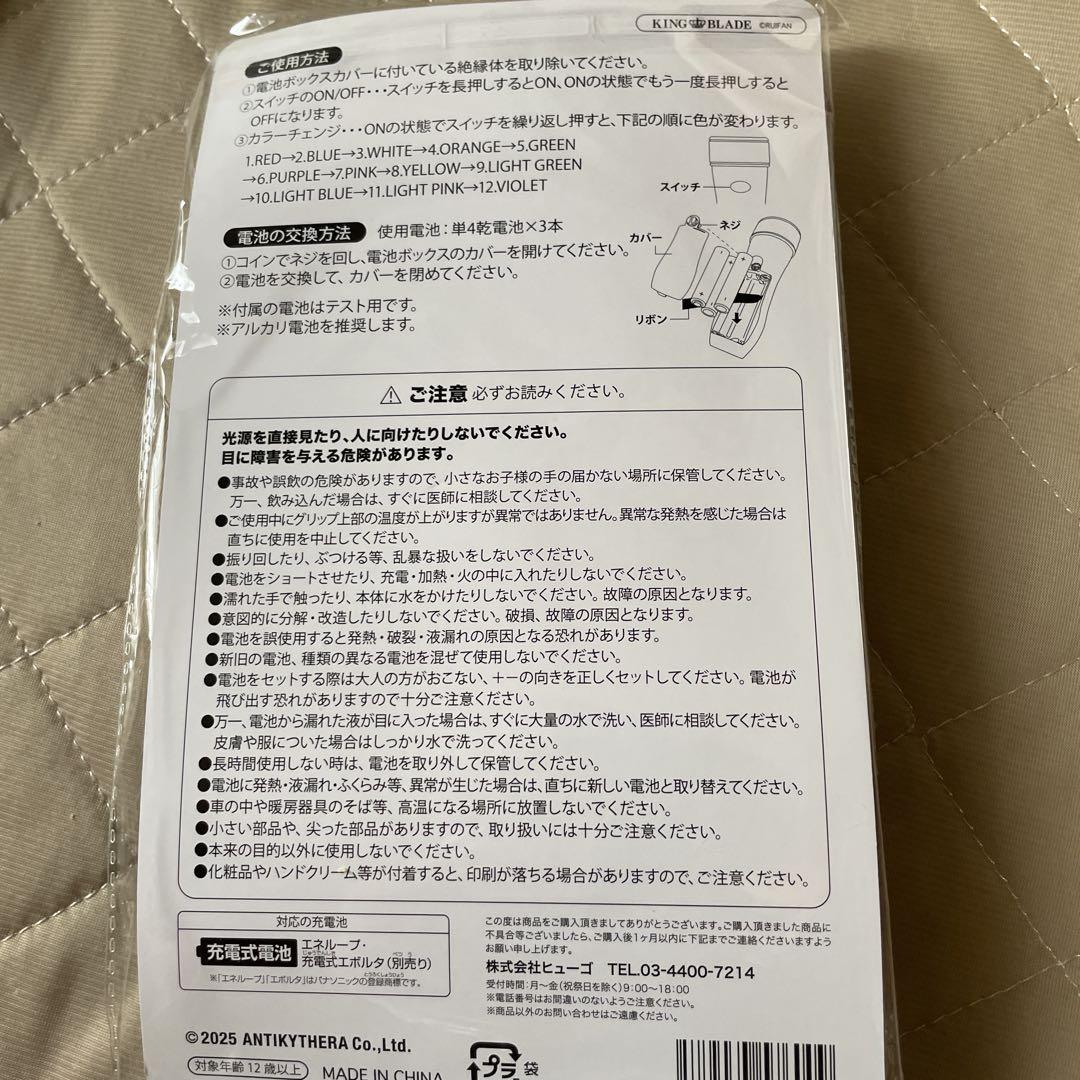 KING BLADE ©RUIFAN
ご使用方法
①電池ボックスカバーに付いている絶縁体を取り除いてください。
②スイッチのON/OFF・・・スイッチを長押しするとON、ONの状態でもう一度長押しすると
OFFになります。
③カラーチェンジ・・・ONの状態でスイッチを繰り返し押すと、下記の順に色が変わります。
1.RED→2.BLUE→3.WHITE→4.ORANGE→5.GREEN
→6.PURPLE→7.PINK→8.YELLOW→9.LIGHT GREEN
→10.LIGHT BLUE→11.LIGHT PINK→12.VIOLET
スイッチ
電池の交換方法 使用電池：単4乾電池×3本
①コインでネジを回し、電池ボックスのカバーを開けてください。
②電池を交換して、カバーを閉めてください。
※付属の電池はテスト用です。
※アルカリ電池を推奨します。
ネジ
カバー
リボン
⚠ ご注意 必ずお読みください。
光源を直接見たり、人に向けたりしないでください。
目に障害を与える危険があります。
●事故や誤飲の危険がありますので、小さなお子様の手の届かない場所に保管してください。
万一、飲み込んだ場合は、すぐに医師に相談してください。
●ご使用中にグリップ上部の温度が上がりますが異常ではありません。異常な発熱を感じた場合は
直ちに使用を中止してください。
●振り回したり、ぶつける等、乱暴な扱いをしないでください。
●電池をショートさせたり、充電・加熱・火の中に入れたりしないでください。
●濡れた手で触ったり、本体に水をかけたりしないでください。故障の原因となります。
●意図的に分解・改造したりしないでください。破損、故障の原因となります。
●電池を誤使用すると発熱・破裂・液漏れの原因となる恐れがあります。
●新旧の電池、種類の異なる電池を混ぜて使用しないでください。
●電池をセットする際は大人の方がおこない、＋－の向きを正しくセットしてください。電池が
飛び出す恐れがありますので十分ご注意ください。
●万一、電池から漏れた液が目に入った場合は、すぐに大量の水で洗い、医師に相談してください。
皮膚や服についた場合はしっかり水で洗ってください。
●長時間使用しない時は、電池を取り外して保管してください。
●電池に発熱・液漏れ・ふくらみ等、異常が生じた場合は、直ちに新しい電池と取り替えてください。
●車の中や暖房器具のそば等、高温になる場所に放置しないでください。
●小さい部品や、尖った部品がありますので、取り扱いには十分ご注意ください。
●本来の目的以外に使用しないでください。
●化粧品やハンドクリーム等が付着すると、印刷が落ちる場合がありますので、ご注意ください。
対応の充電池
充電式電池 エネループ・
充電式エボルタ（別売り）
※「エネループ」「エボルタ」はパナソニックの登録商標です。
この度は商品をご購入頂きましてありがとうございます。ご購入頂きました商品に
不具合等ございましたら、ご購入後1ヶ月以内に下記までご連絡くださいますよう
お願い申し上げます。
株式会社ヒューゴ TEL.03-4400-7214
受付時間：月～金（祝祭日を除く）9:00～18:00
※電話番号はお間違いのないようご注意ください。
※商品以外のお問い合わせはご遠慮ください。
©2025 ANTIKYTHERA Co.,Ltd.
対象年齢12歳以上 MADE IN CHINA
プラ 袋